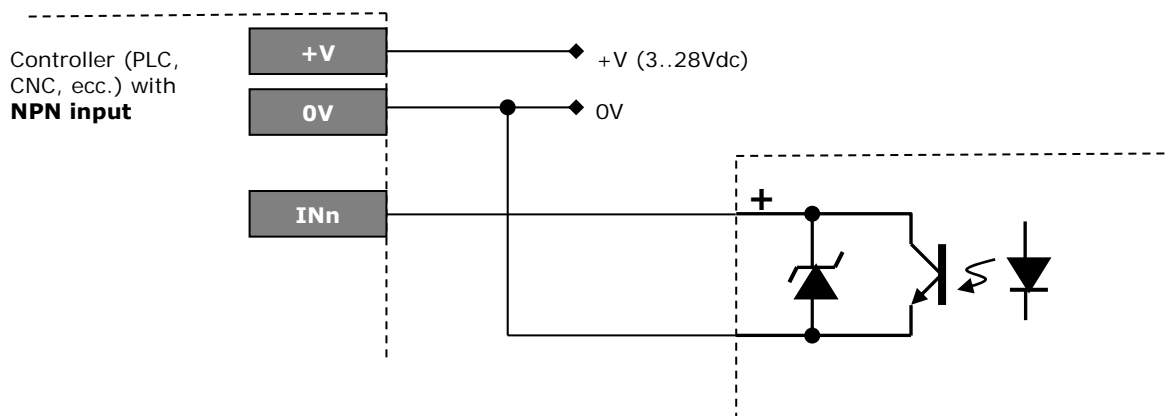 Controller (PLC,
CNC, ecc.) with
NPN input
+V
+V (3..28Vdc)
0V
0V
INn
+